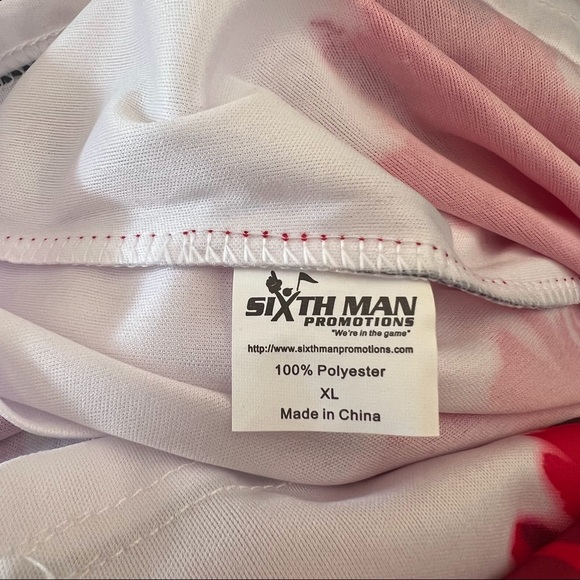 SIXTH MAN
PROMOTIONS
"We're in the game"
http://www.sixthmanpromotions.com
100% Polyester
XL
Made in China